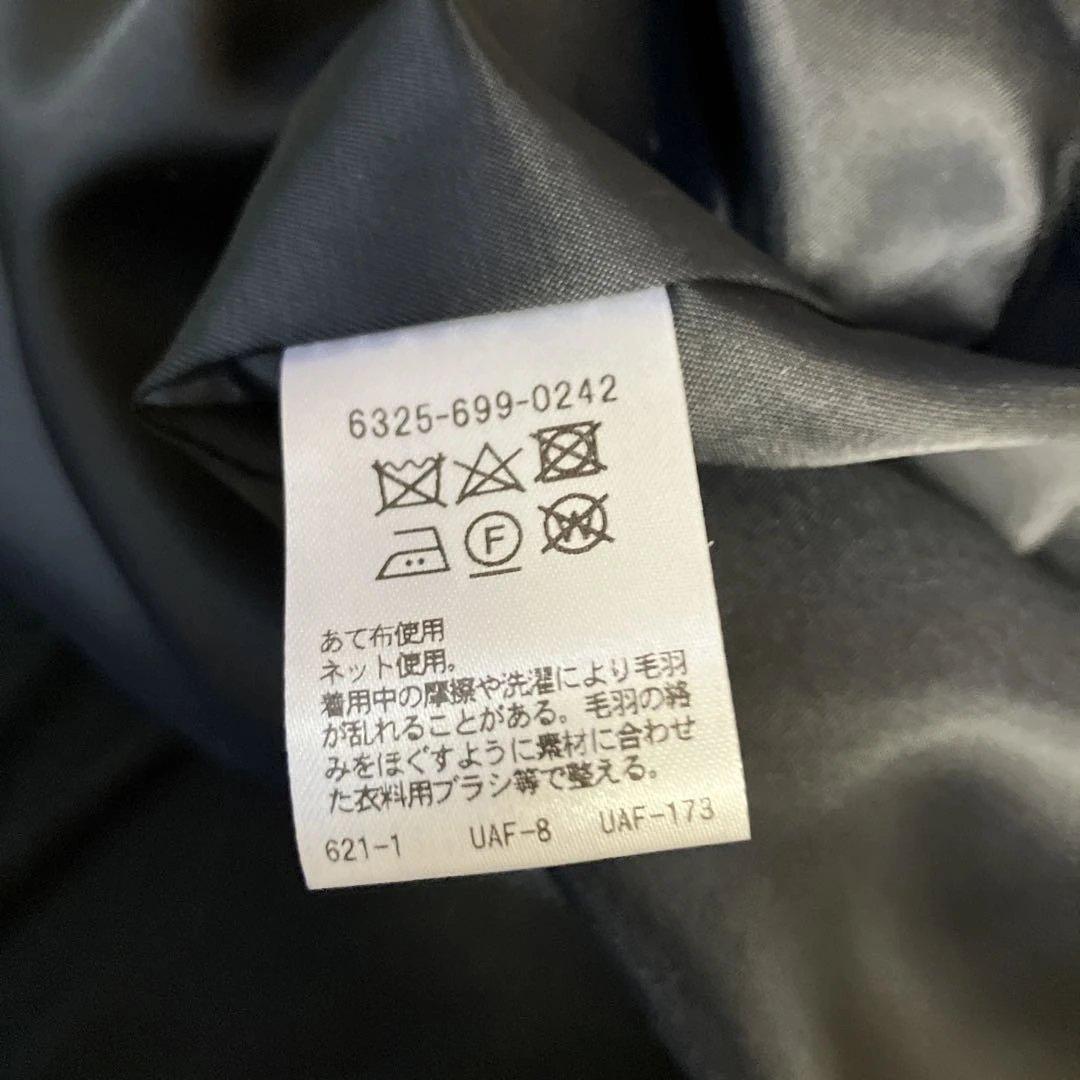 6325-699-0242
F
W
あて布使用
ネット使用。
着用中の摩擦や洗濯により毛羽
が乱れることがある。毛羽の絡
みをほぐすように素材に合わせ
た衣料用ブラシ等で整える。
621-1 UAF-8 UAF-173